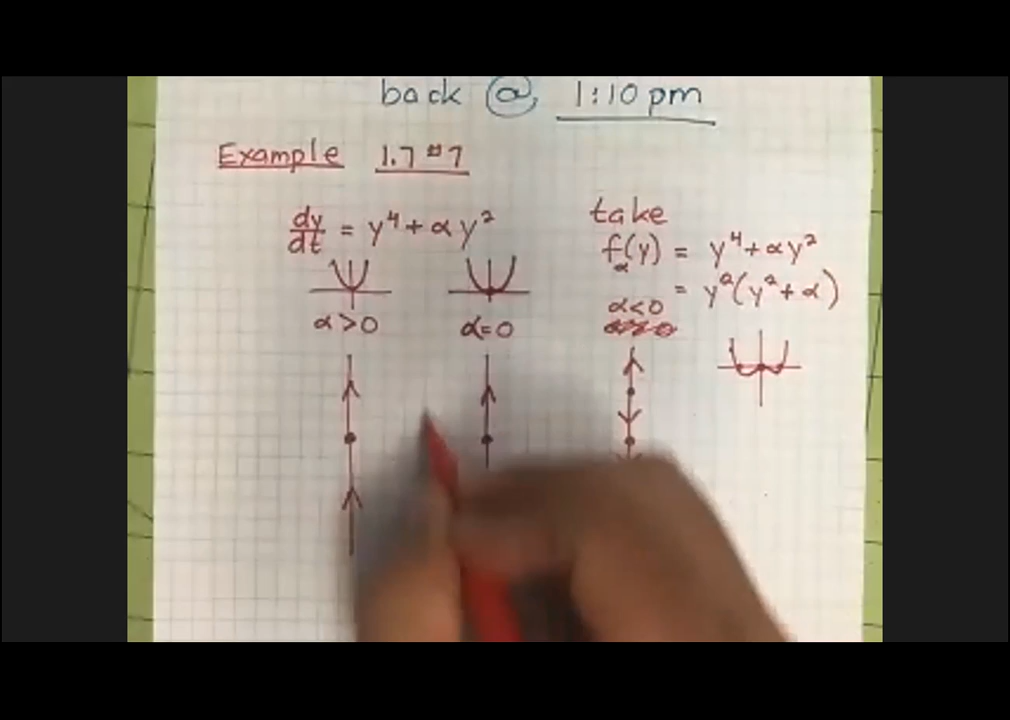 back @ 1:10 pm
Example 1.7 #7
dy/dt = y⁴ + αy²
take
f_α(y) = y⁴ + αy²
= y²(y² + α)
α > 0
α = 0
α < 0